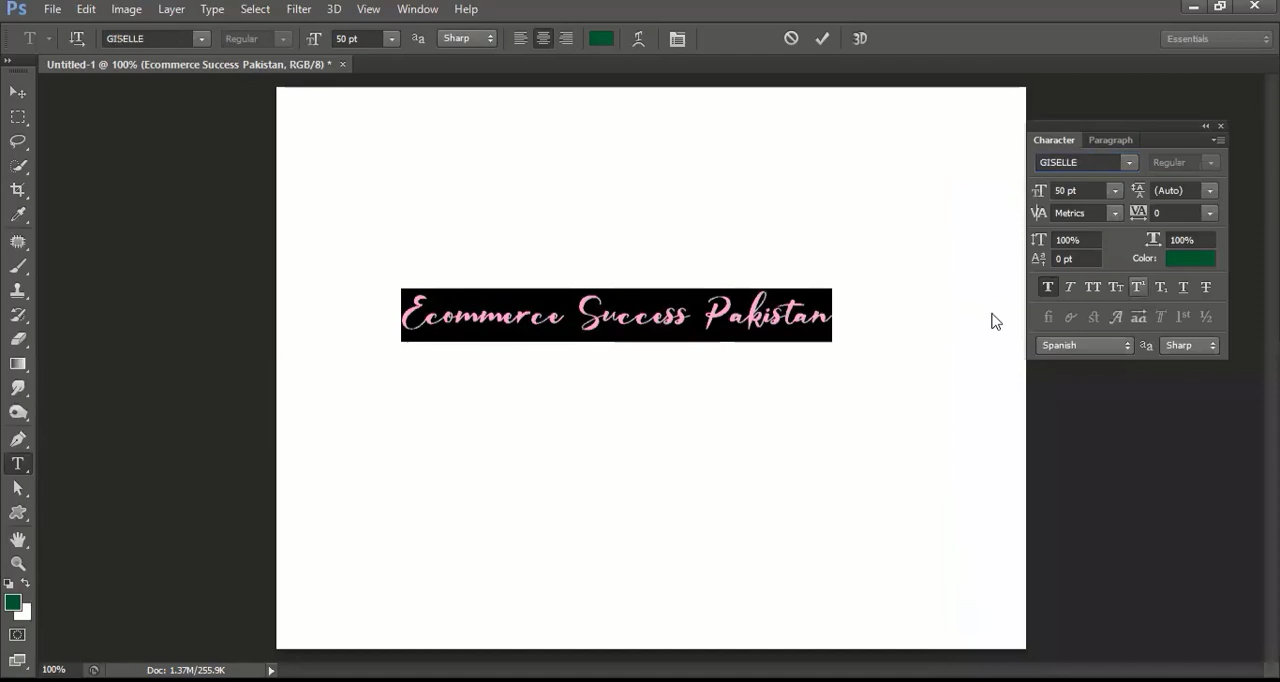 Ps File Edit Image Layer Type Select Filter 3D View Window Help
T GISELLE Regular 50 pt Sharp 3D Essentials
Untitled-1 @ 100% (Ecommerce Success Pakistan, RGB/8) * ×
Character Paragraph
GISELLE Regular
50 pt (Auto)
Metrics 0
100% 100%
0 pt Color:
Ecommerce Success Pakistan
Spanish Sharp
100% Doc: 1.37M/255.9K